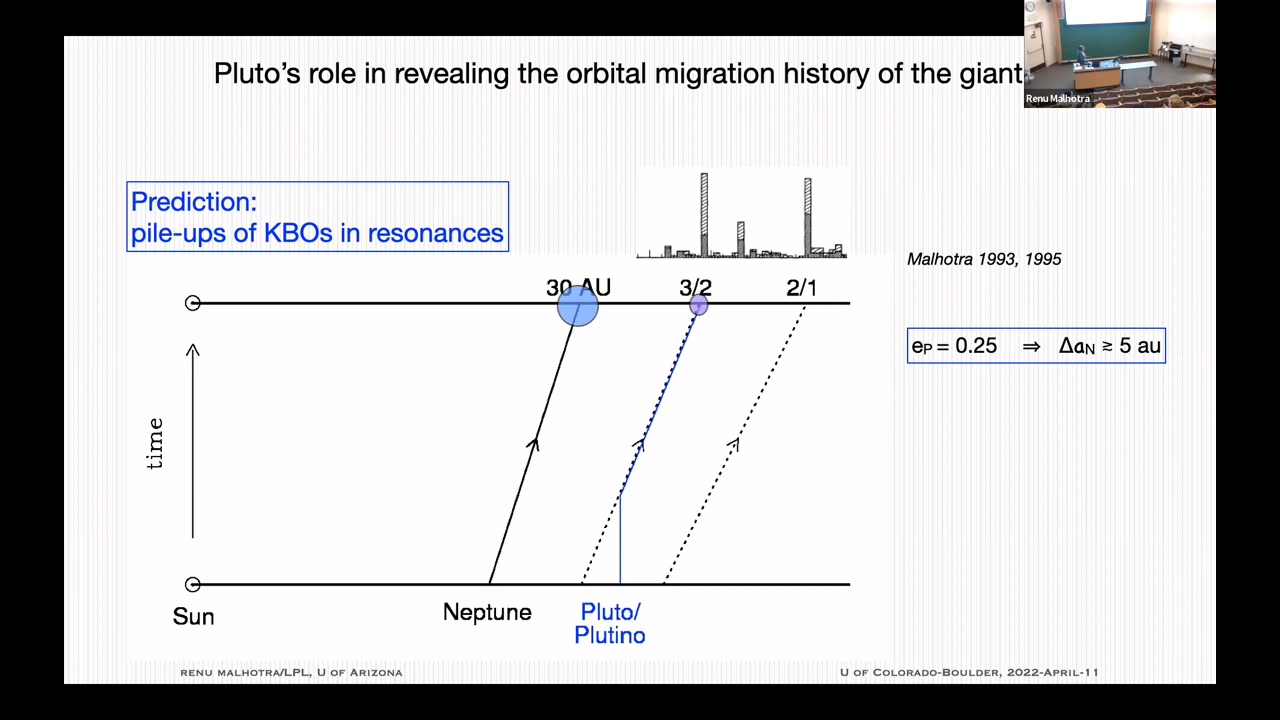 Pluto’s role in revealing the orbital migration history of the giant
Renu Malhotra
Prediction:
pile-ups of KBOs in resonances
Malhotra 1993, 1995
30 AU
3/2
2/1
eP = 0.25 ⇒ ΔaN ≳ 5 au
time
Sun
Neptune
Pluto/
Plutino
RENU MALHOTRA/LPL, U OF ARIZONA
U OF COLORADO-BOULDER, 2022-APRIL-11